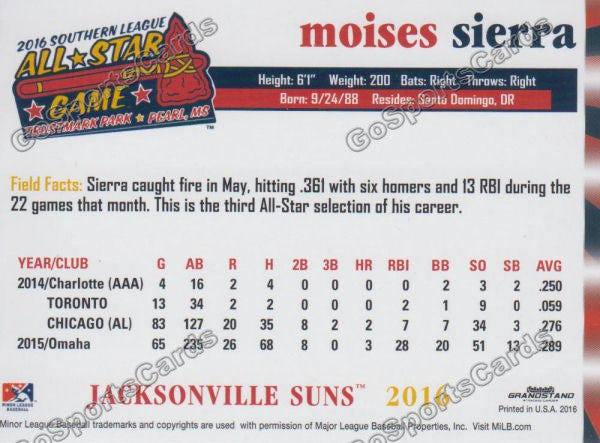 2016 SOUTHERN LEAGUE
ALL★STAR
GAME
TRUSTMARK PARK • PEARL, MS
TM
moises sierra
Height: 6'1" Weight: 200 Bats: Right Throws: Right
Born: 9/24/88 Resides: Santo Domingo, DR
Field Facts: Sierra caught fire in May, hitting .361 with six homers and 13 RBI during the
22 games that month. This is the third All-Star selection of his career.
YEAR/CLUB G AB R H 2B 3B HR RBI BB SO SB AVG
2014/Charlotte (AAA) 4 16 2 4 0 0 0 0 2 3 2 .250
TORONTO 13 34 2 2 0 0 0 2 1 9 0 .059
CHICAGO (AL) 83 127 20 35 8 2 2 7 7 34 3 .276
2015/Omaha 65 235 26 68 8 0 3 28 20 51 13 .289
MINOR LEAGUE
BASEBALL
JACKSONVILLE SUNS™ 2016
GRANDSTAND
Printed in U.S.A. 2016
Minor League Baseball trademarks and copyrights are used with permission of Major League Baseball Properties, Inc. Visit MiLB.com
GoSportsCards
GoSportsCards
GoSportsCards
GoSportsCards